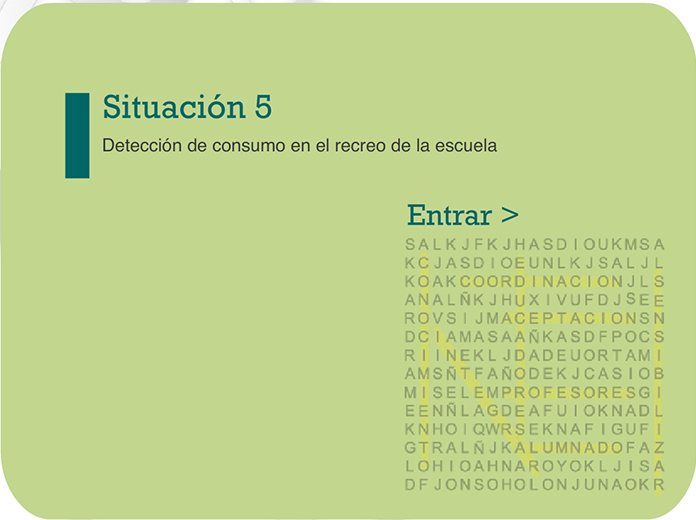 Situación 5
Detección de consumo en el recreo de la escuela
Entrar >
SALKJFKJHASDIOUKMSA
KCJASDIOEUNLKJSALJL
KOAKCOORDINACIONJLS
ANALÑKJHUXIVUFDJSEE
ROVSIJMACEPTACIONSN
DCIAMASAAÑKASDFPOCS
RIINEKLJDADEUORTAMI
AMSÑTFAÑODEKJCASIOB
MISELEMPROFESORESGI
EENÑLAGDEAFUIOKNADL
KNHOIQWRSEKNAFIGUFI
GTRALÑJKALUMNADOFAZ
LOHIOAHNAROYOKLJISA
DFJONSOHOLONJUNAOKR